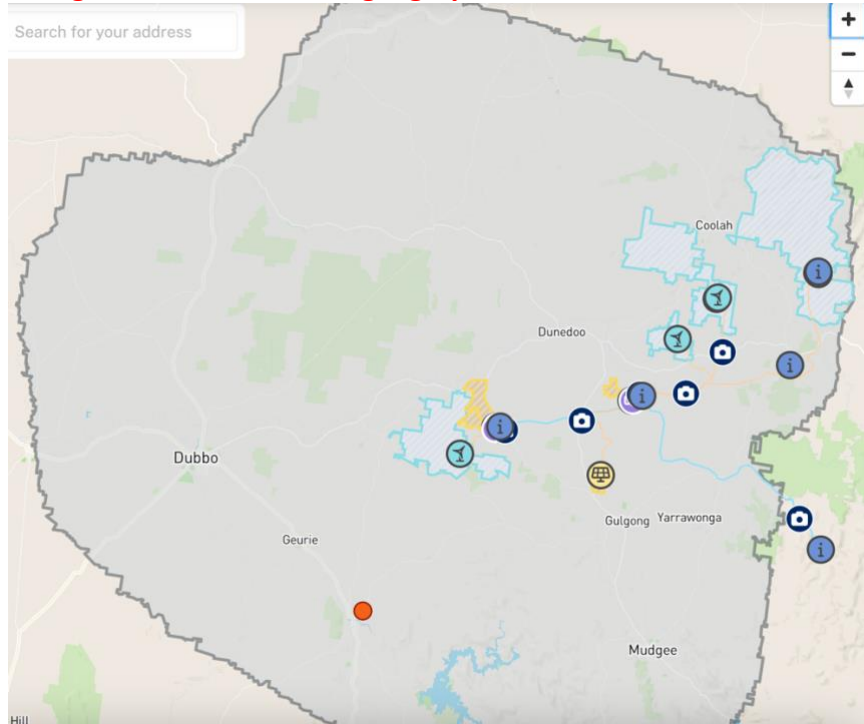 Search for your address
+
−
Coolah
Dunedoo
Dubbo
Gulgong Yarrawonga
Geurie
Mudgee
Hill